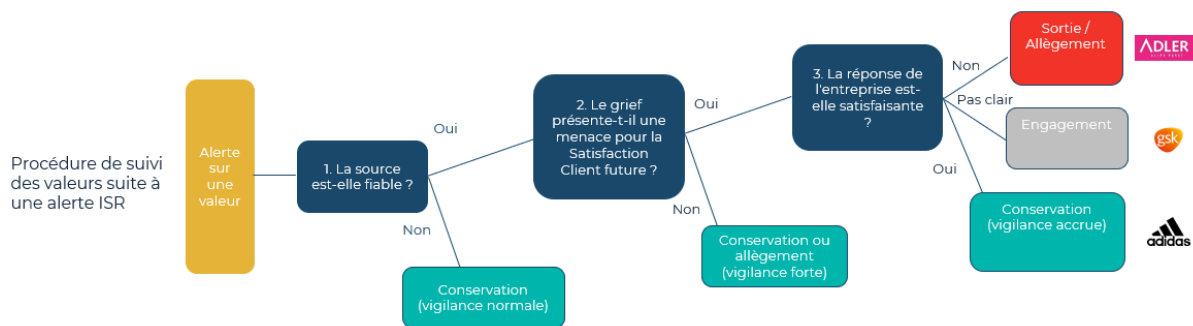 Procédure de suivi
des valeurs suite à
une alerte ISR
Alerte
sur
une
valeur
1. La source
est-elle fiable ?
Oui
Non
Conservation
(vigilance normale)
2. Le grief
présente-t-il une
menace pour la
Satisfaction
Client future ?
Oui
Non
Conservation ou
allègement
(vigilance forte)
3. La réponse de
l'entreprise est-
elle satisfaisante
?
Non
Pas clair
Oui
Sortie /
Allègement
ADLER
Engagement
gsk
Conservation
(vigilance accrue)
adidas